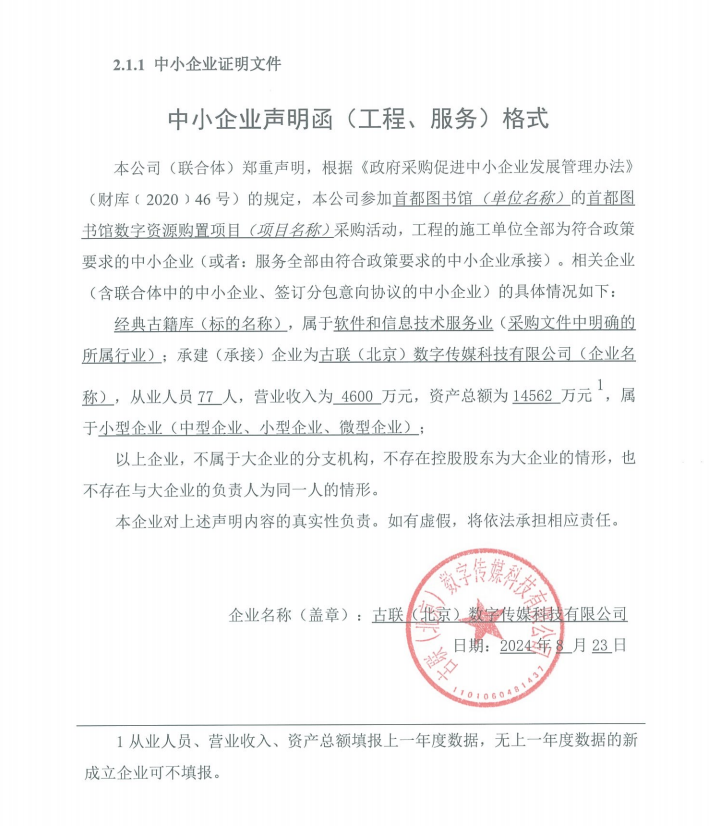 2.1.1 中小企业证明文件
中小企业声明函（工程、服务）格式
本公司（联合体）郑重声明，根据《政府采购促进中小企业发展管理办法》
（财库﹝2020﹞46 号）的规定，本公司参加首都图书馆（单位名称）的首都图
书馆数字资源购置项目（项目名称）采购活动，工程的施工单位全部为符合政策
要求的中小企业（或者：服务全部由符合政策要求的中小企业承接）。相关企业
（含联合体中的中小企业、签订分包意向协议的中小企业）的具体情况如下：
经典古籍库（标的名称），属于软件和信息技术服务业（采购文件中明确的
所属行业）；承建（承接）企业为古联（北京）数字传媒科技有限公司（企业名
称），从业人员 77 人，营业收入为 4600 万元，资产总额为 14562 万元1，属
于小型企业（中型企业、小型企业、微型企业）；
以上企业，不属于大企业的分支机构，不存在控股股东为大企业的情形，也
不存在与大企业的负责人为同一人的情形。
本企业对上述声明内容的真实性负责。如有虚假，将依法承担相应责任。
企业名称（盖章）：古联（北京）数字传媒科技有限公司
日期：2024 年 8 月 23 日
古联（北京）数字传媒科技有限公司
1101060481437
1 从业人员、营业收入、资产总额填报上一年度数据，无上一年度数据的新
成立企业可不填报。